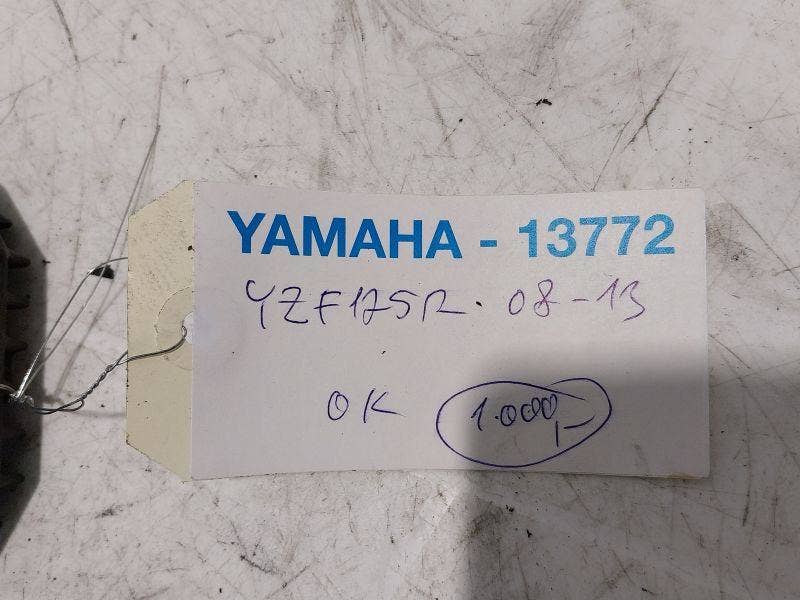 YAMAHA - 13772
YZF125R. 08-13
OK 1.000,-